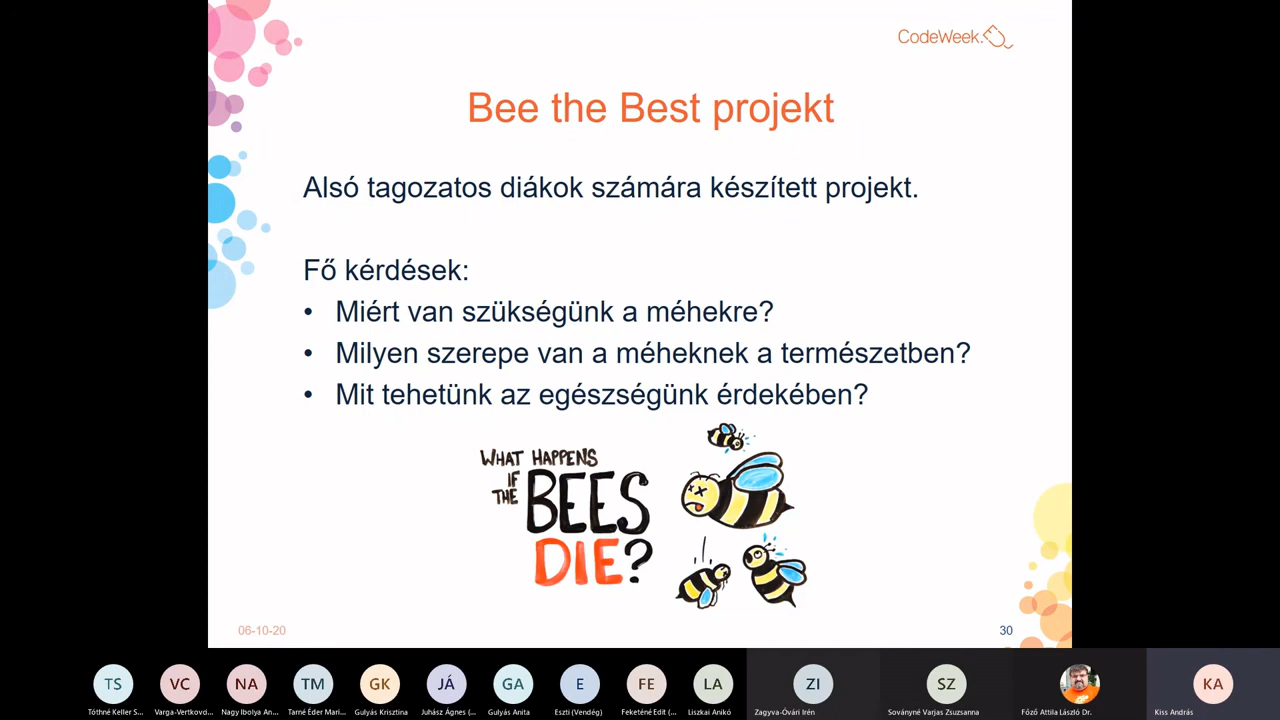 CodeWeek
Bee the Best projekt
Alsó tagozatos diákok számára készített projekt.
Fő kérdések:
• Miért van szükségünk a méhekre?
• Milyen szerepe van a méheknek a természetben?
• Mit tehetünk az egészségünk érdekében?
WHAT HAPPENS
IF
THE
BEES
DIE?
06-10-20
30
TS
VC
NA
TM
GK
JÁ
GA
E
FE
LA
ZI
SZ
KA
Tóthné Keller S...
Varga-Vertkovci...
Nagy Ibolya An...
Tarné Éder Mari...
Gulyás Krisztina
Juhász Ágnes (...
Gulyás Anita
Eszti (Vendég)
Feketéné Edit (...
Liszkai Anikó
Zagyva-Óvári Irén
Soványné Varjas Zsuzsanna
Főző Attila László Dr.
Kiss András